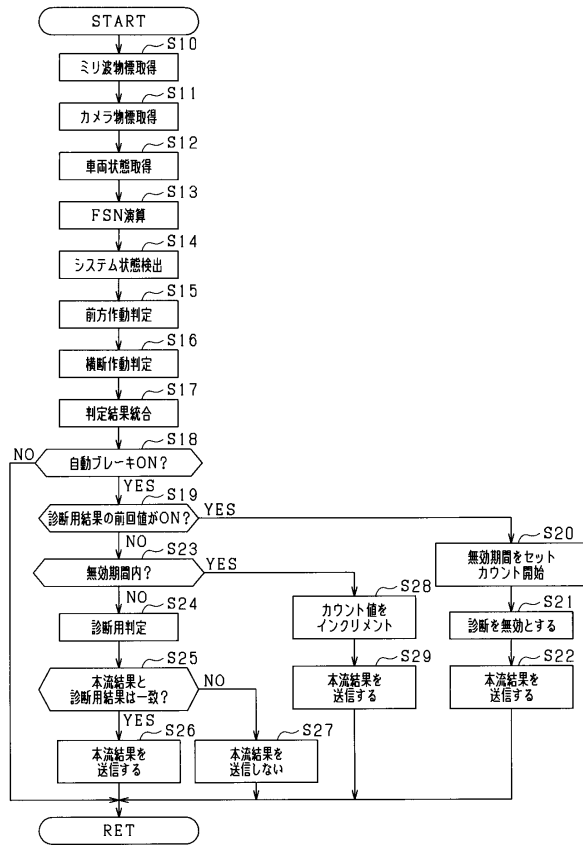 START
S10
ミリ波物標取得
S11
カメラ物標取得
S12
車両状態取得
S13
FSN演算
S14
システム状態検出
S15
前方作動判定
S16
横断作動判定
S17
判定結果統合
S18
NO
自動ブレーキON?
YES
S19
診断用結果の前回値がON?
YES
NO
S20
無効期間をセット
カウント開始
S21
診断を無効とする
S22
本流結果を
送信する
S23
無効期間内?
YES
NO
S28
カウント値を
インクリメント
S29
本流結果を
送信する
S24
診断用判定
S25
本流結果と
診断用結果は一致?
NO
YES
S26
本流結果を
送信する
S27
本流結果を
送信しない
RET